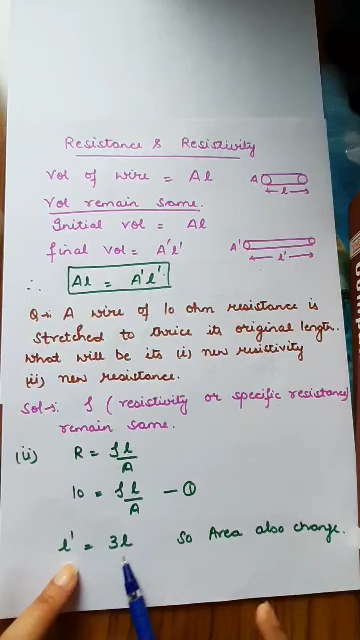 Resistance & Resistivity
Vol of wire = Al
A
l
Vol remain same.
Initial vol = Al
final vol = A'l'
A'
l'
∴ Al = A'l'
Q→: A wire of 10 ohm resistance is
stretched to thrice its original length.
What will be its (i) new resistivity
(ii) new resistance.
Sol→: ρ (resistivity or specific resistance)
remain same.
(ii) R = ρl/A
10 = ρl/A — ①
l' = 3l so Area also change.